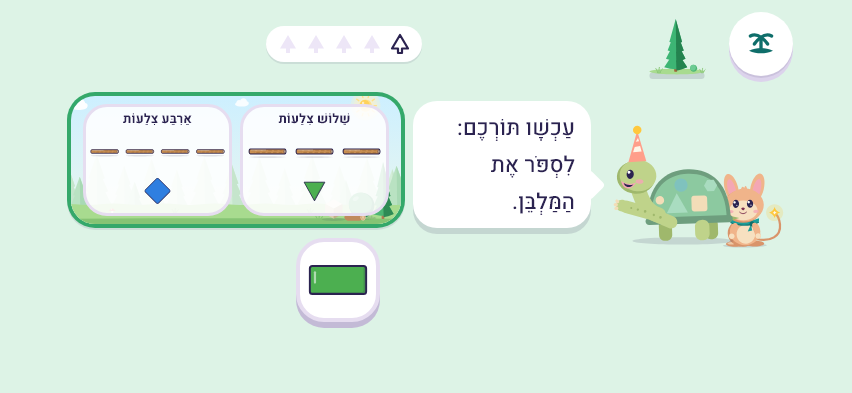 שָׁלוֹשׁ צְלָעוֹת
אַרְבַּע צְלָעוֹת
עַכְשָׁו תּוֹרְכֶם:
לִסְפֹּר אֶת
הַמַּלְבֵּן.